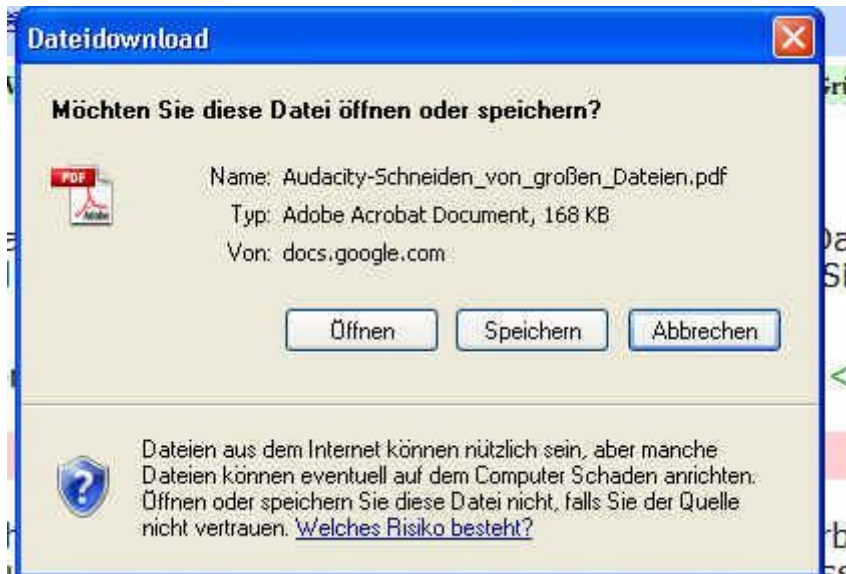 Dateidownload
Möchten Sie diese Datei öffnen oder speichern?
PDF
Adobe
Name: Audacity-Schneiden_von_großen_Dateien.pdf
Typ: Adobe Acrobat Document, 168 KB
Von: docs.google.com
Öffnen Speichern Abbrechen
Dateien aus dem Internet können nützlich sein, aber manche
Dateien können eventuell auf dem Computer Schaden anrichten.
Öffnen oder speichern Sie diese Datei nicht, falls Sie der Quelle
nicht vertrauen. Welches Risiko besteht?